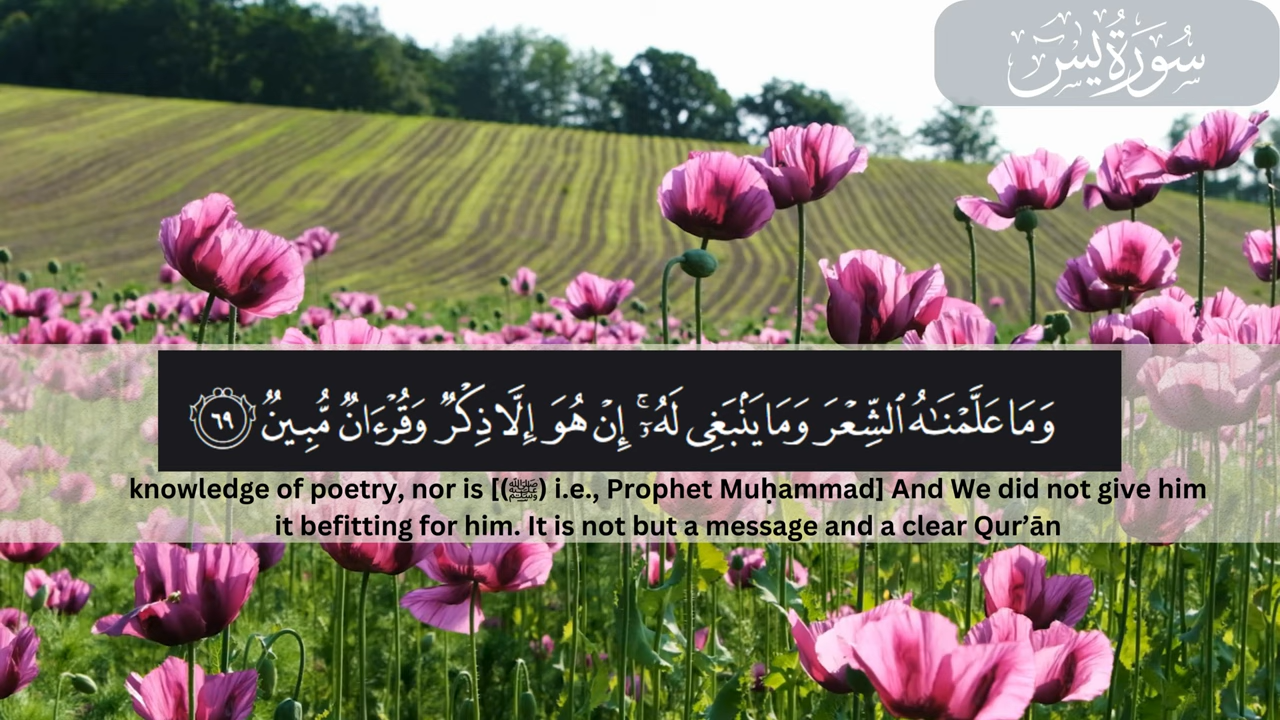 سُورَةُ يسٓ
وَمَا عَلَّمْنَـٰهُ ٱلشِّعْرَ وَمَا يَنۢبَغِى لَهُۥٓ ۚ إِنْ هُوَ إِلَّا ذِكْرٌ وَقُرْءَانٌ مُّبِينٌ ٦٩
knowledge of poetry, nor is [(ﷺ) i.e., Prophet Muḥammad] And We did not give him
it befitting for him. It is not but a message and a clear Qur’ān